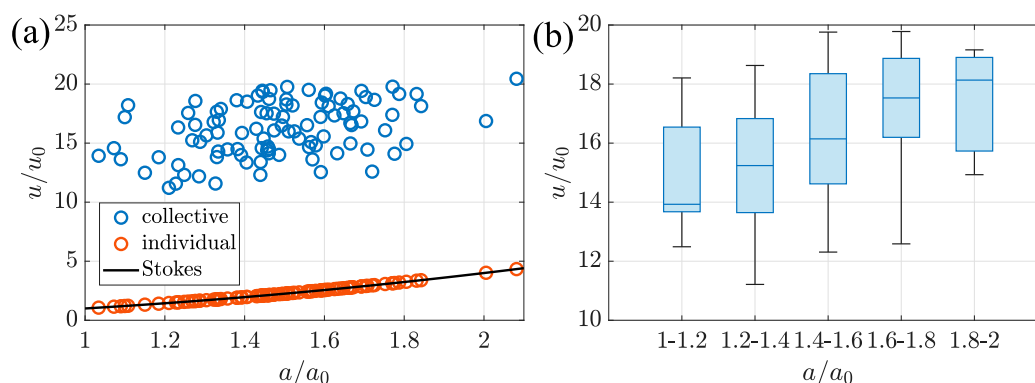 (a)
u/u₀
25
20
15
10
5
0
collective
individual
Stokes
1 1.2 1.4 1.6 1.8 2
a/a₀
(b)
u/u₀
20
18
16
14
12
10
1-1.2 1.2-1.4 1.4-1.6 1.6-1.8 1.8-2
a/a₀